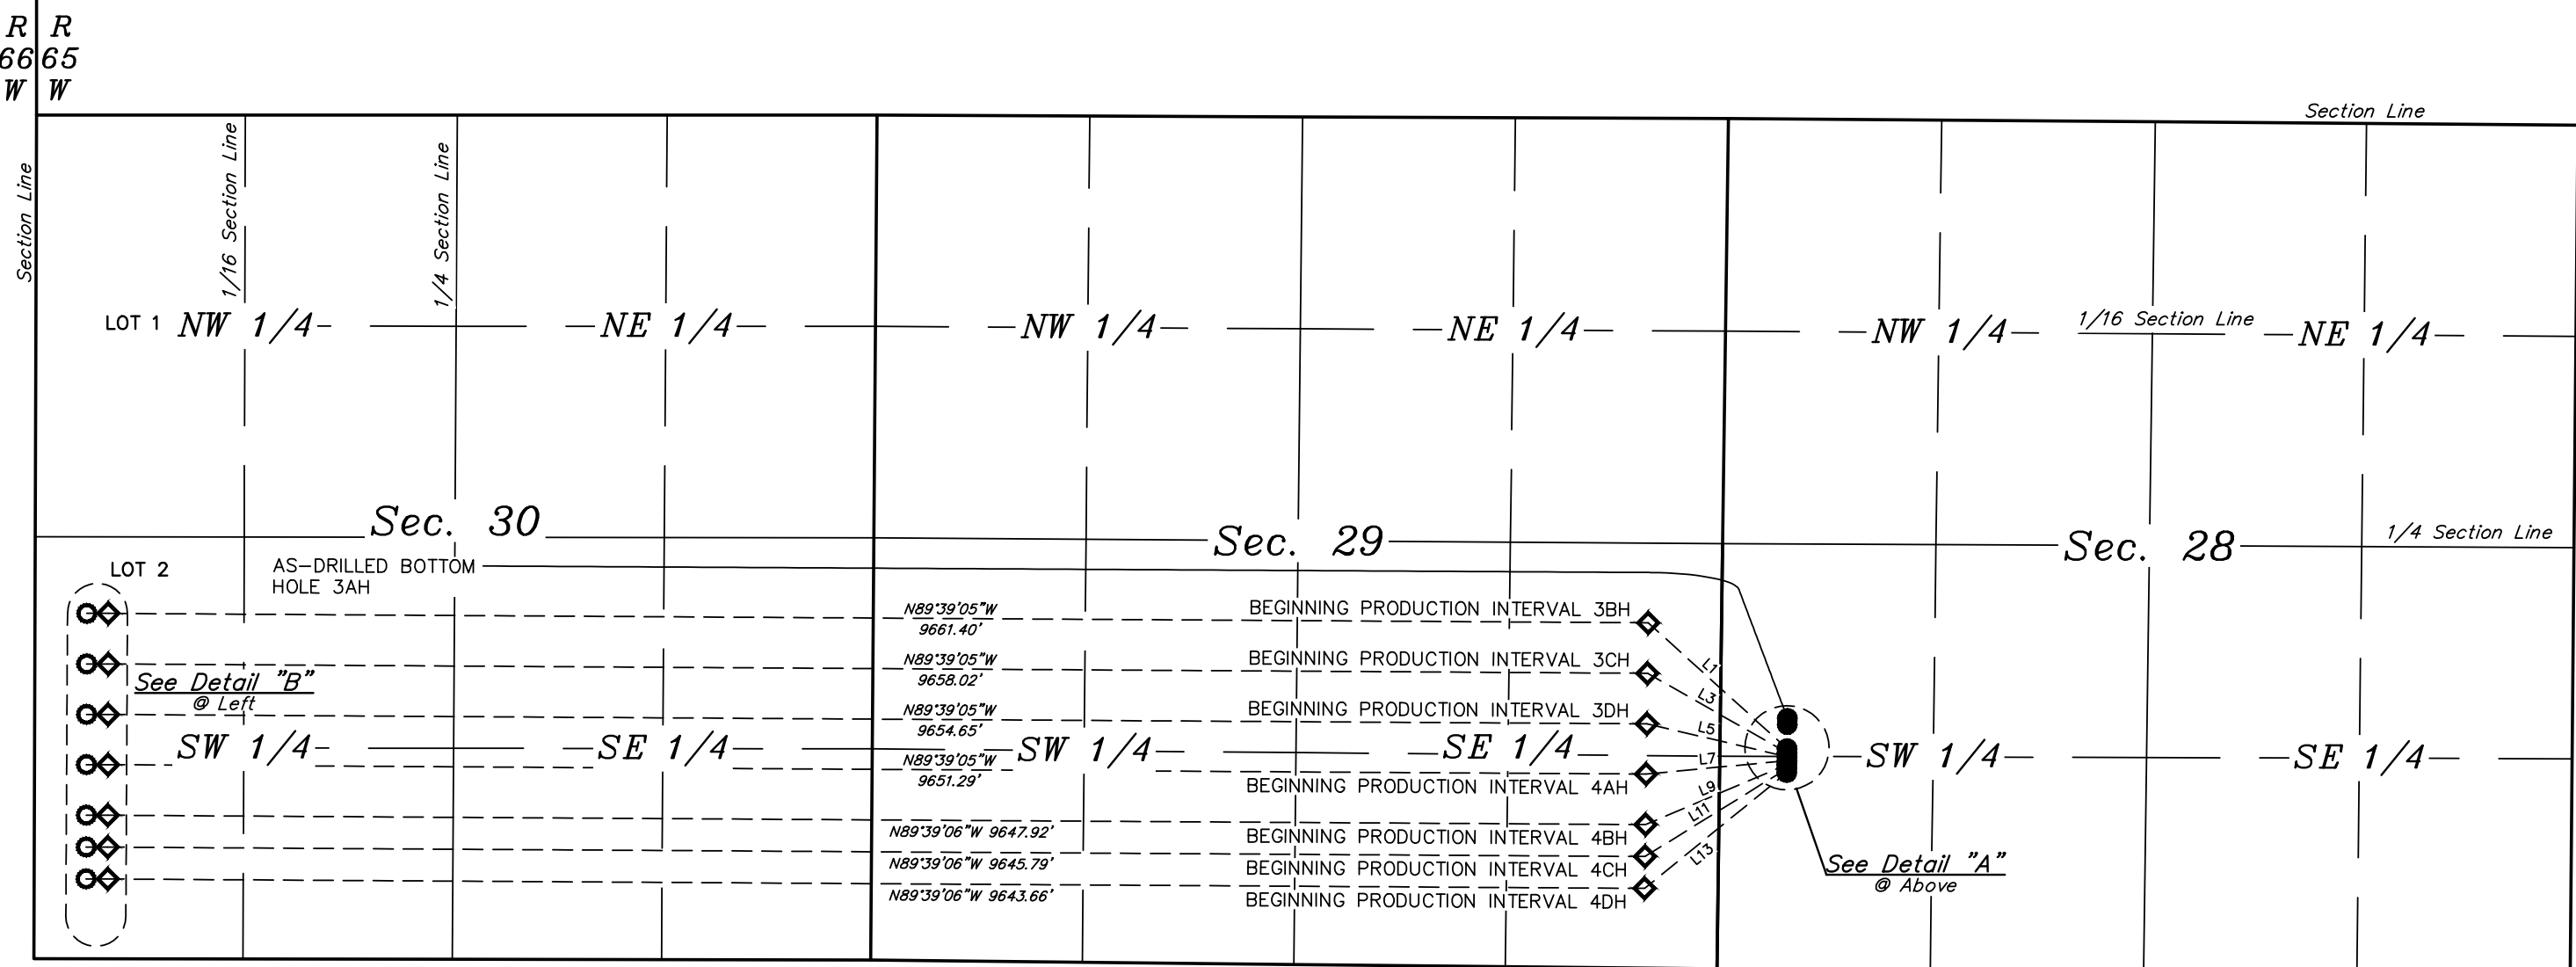 R R
66 65
W W
Section Line
Section Line
1/16 Section Line
1/4 Section Line
LOT 1 NW 1/4
NE 1/4
NW 1/4
NE 1/4
NW 1/4
1/16 Section Line
NE 1/4
Sec. 30
Sec. 29
Sec. 28
1/4 Section Line
LOT 2
AS-DRILLED BOTTOM
HOLE 3AH
N89°39'05"W
9661.40'
BEGINNING PRODUCTION INTERVAL 3BH
N89°39'05"W
9658.02'
BEGINNING PRODUCTION INTERVAL 3CH
L1
See Detail "B"
@ Left
L3
N89°39'05"W
9654.65'
BEGINNING PRODUCTION INTERVAL 3DH
L5
SW 1/4
SE 1/4
SW 1/4
SE 1/4
SW 1/4
SE 1/4
N89°39'05"W
9651.29'
L7
BEGINNING PRODUCTION INTERVAL 4AH
L9
L11
N89°39'06"W 9647.92'
BEGINNING PRODUCTION INTERVAL 4BH
L13
N89°39'06"W 9645.79'
BEGINNING PRODUCTION INTERVAL 4CH
See Detail "A"
@ Above
N89°39'06"W 9643.66'
BEGINNING PRODUCTION INTERVAL 4DH